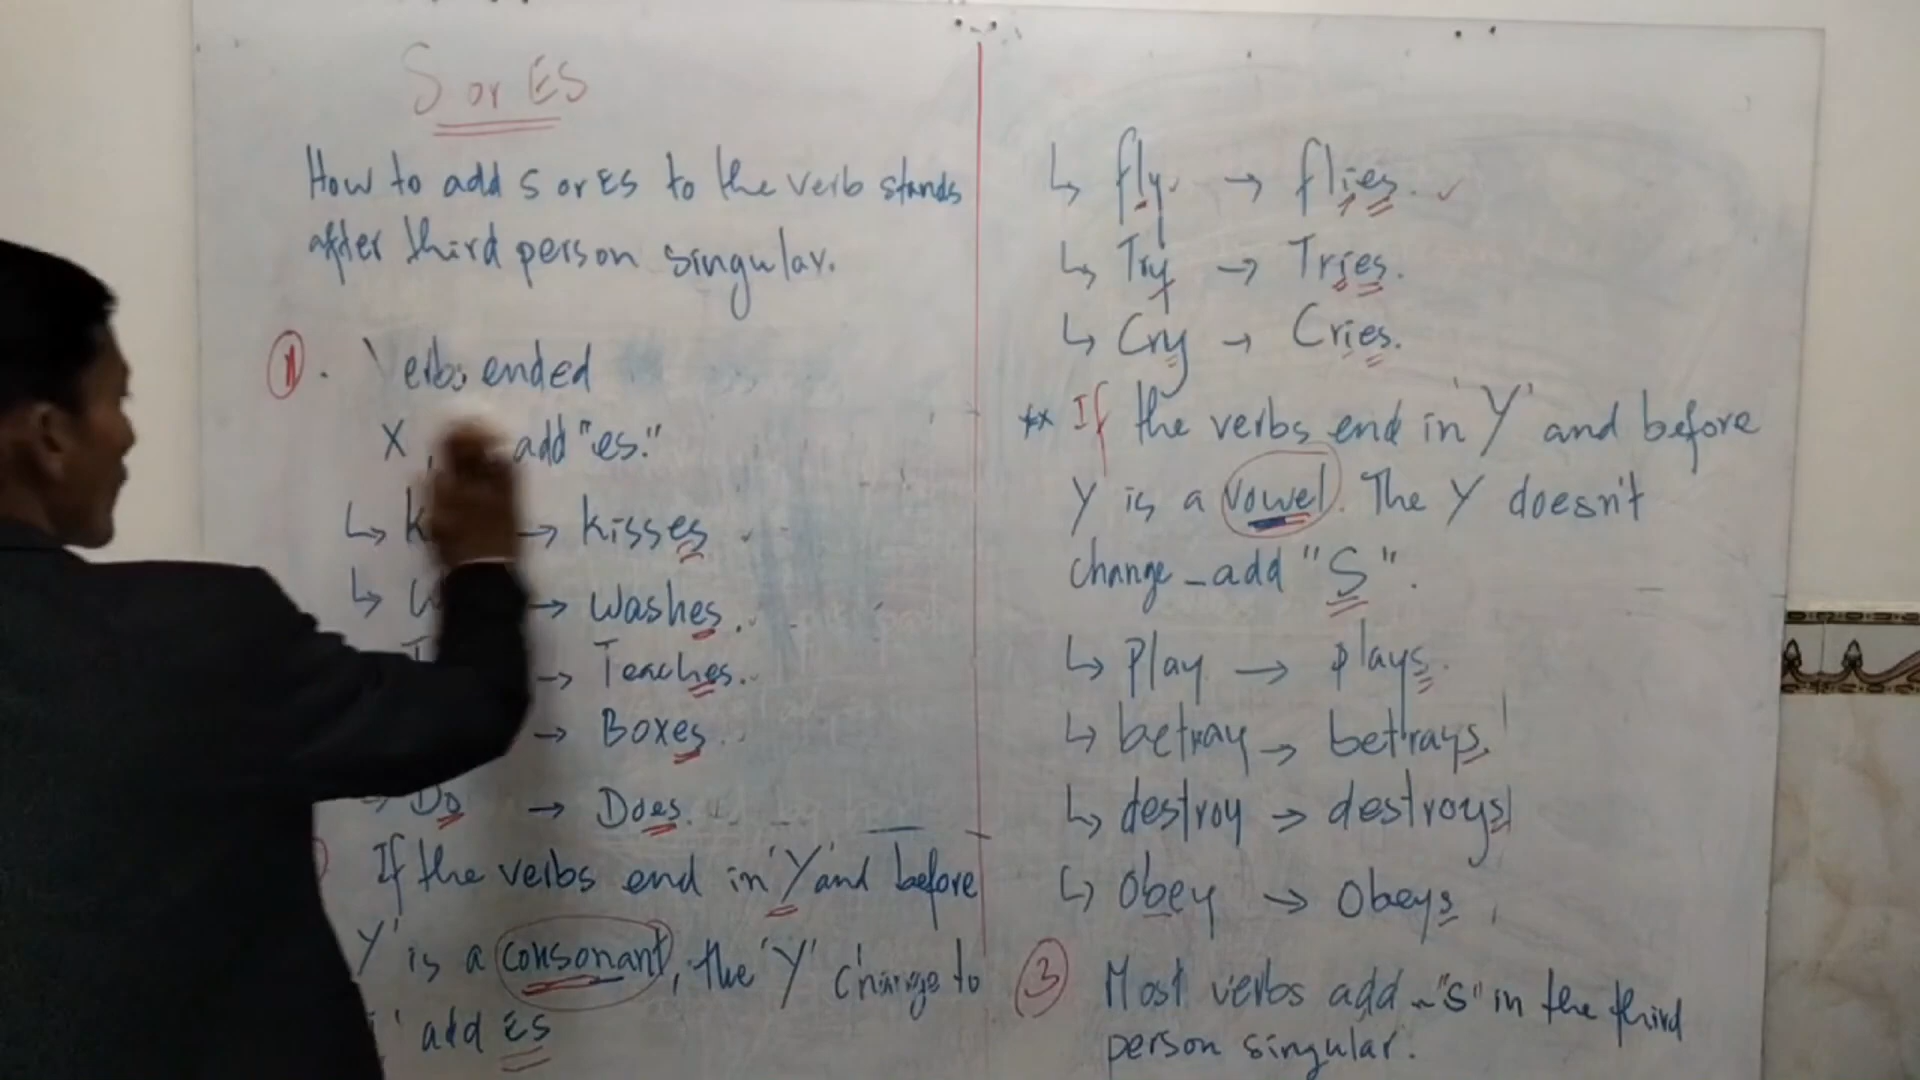 S or ES
How to add S or ES to the verb stands
after third person singular.
1. Verbs ended
X, add "es."
↳ → kisses
↳ → washes.
→ Teaches.
→ Boxes.
→ Do → Does.
If the verbs end in 'Y' and before
Y' is a consonant, the 'Y' change to
' add ES
↳ fly → flies.
↳ Try → Tries.
↳ Cry → Cries.
** If the verbs end in 'Y' and before
Y is a vowel. The Y doesn't
change - add "S".
↳ Play → plays.
↳ betray → betrays.
↳ destroy → destroys
↳ Obey → Obeys
3 Most verbs add - "s" in the third
person singular.